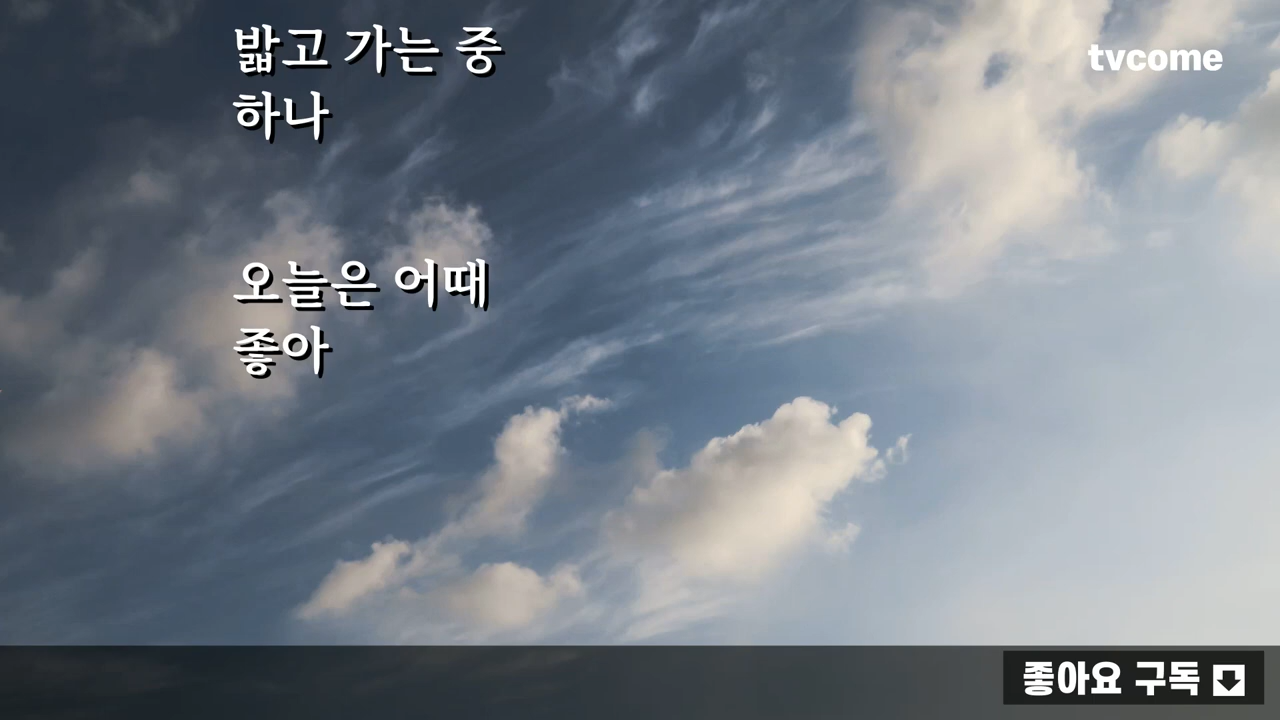 밟고 가는 중
tvcome
하나
오늘은 어때
좋아
좋아요 구독